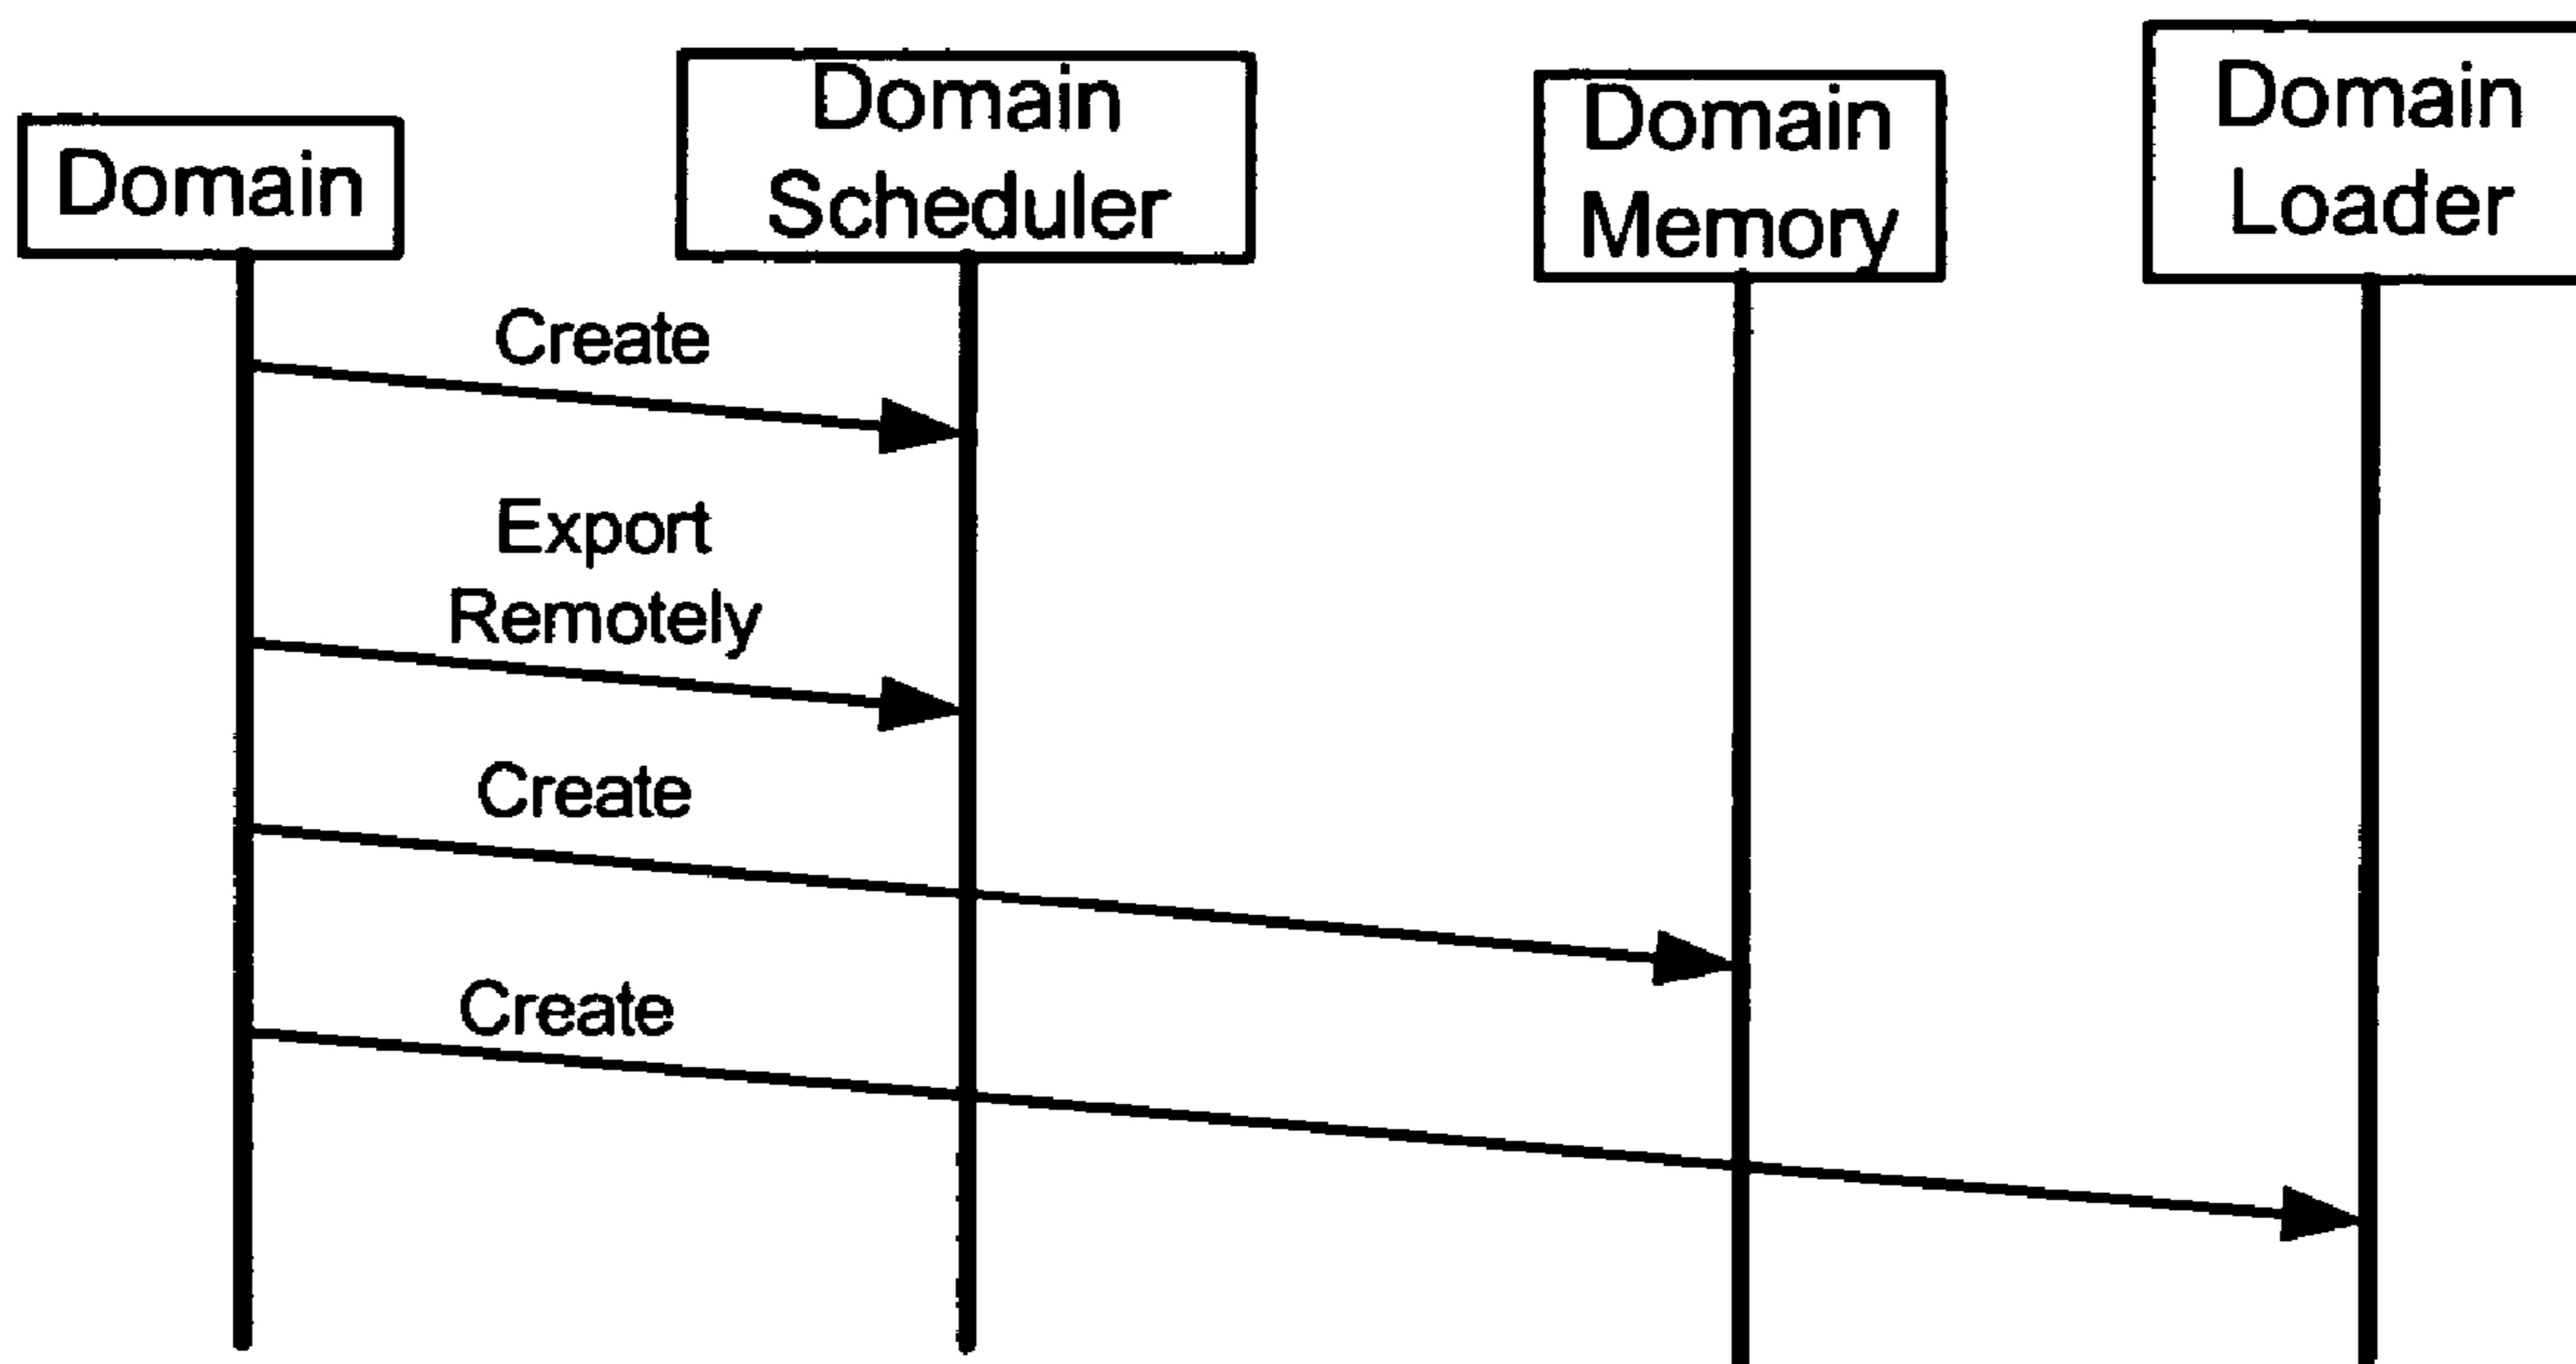 Domain
Domain
Scheduler
Domain
Memory
Domain
Loader
Create
Export
Remotely
Create
Create